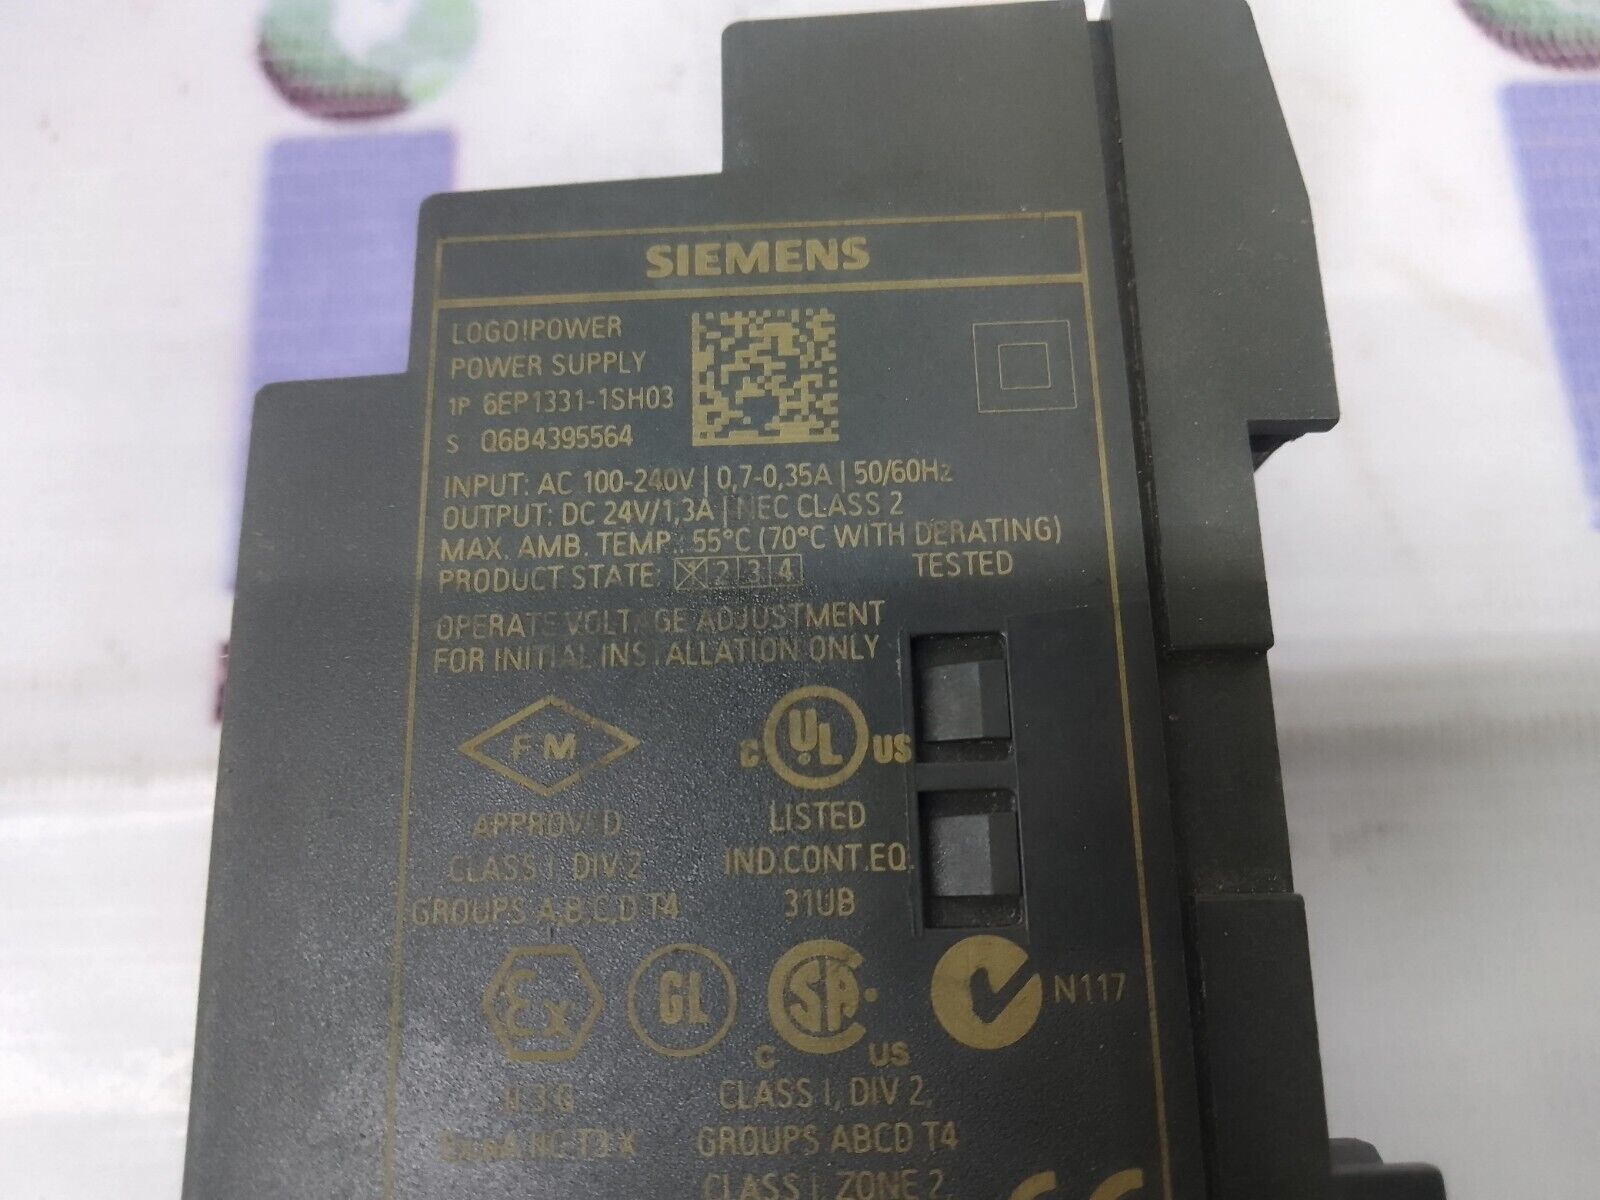 SIEMENS
LOGO!POWER
POWER SUPPLY
1P 6EP1331-1SH03
S Q6B4395564
INPUT: AC 100-240V | 0,7-0,35A | 50/60Hz
OUTPUT: DC 24V/1,3A | NEC CLASS 2
MAX. AMB. TEMP.: 55°C (70°C WITH DERATING)
PRODUCT STATE: X 2 3 4 TESTED
OPERATE VOLTAGE ADJUSTMENT
FOR INITIAL INSTALLATION ONLY
FM
APPROVED
CLASS I, DIV 2
GROUPS A,B,C,D T4
C UL US
LISTED
IND.CONT.EQ.
31UB
Ex GL SA N117
C US
II 3 G
CLASS I, DIV 2,
GROUPS ABCD T4
CLASS I, ZONE 2,